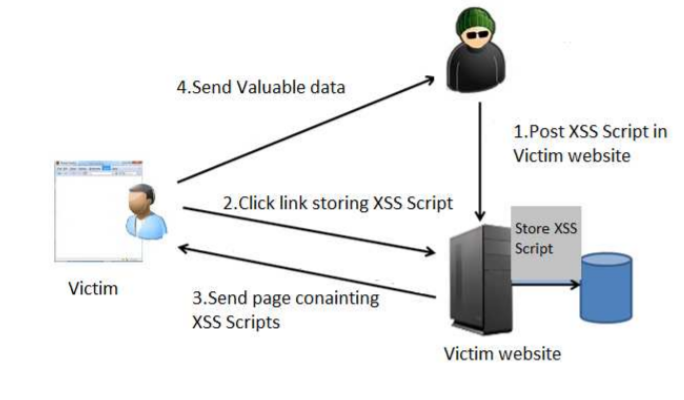 4.Send Valuable data
1.Post XSS Script in
Victim website
2.Click link storing XSS Script
Store XSS
Script
Victim
3.Send page conainting
XSS Scripts
Victim website